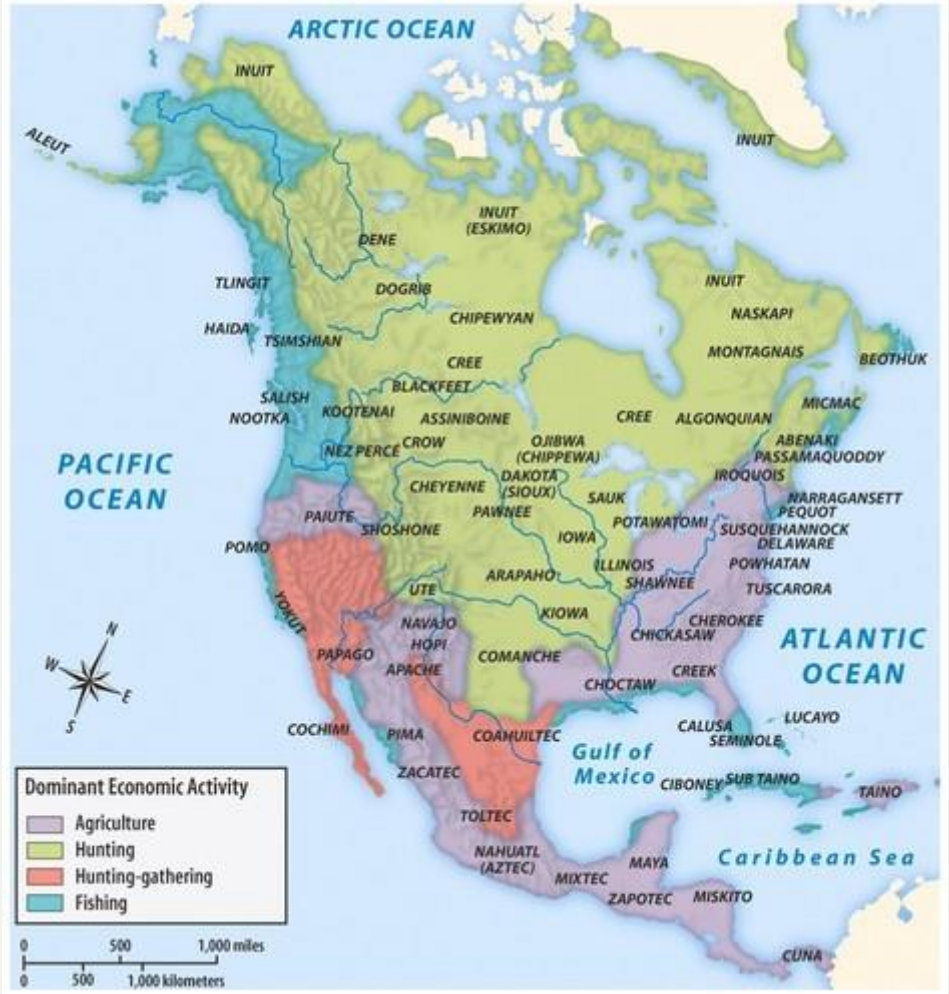 ARCTIC OCEAN
INUIT
ALEUT
INUIT
INUIT
(ESKIMO)
DENE
TLINGIT
DOGRIB
INUIT
HAIDA
TSIMSHIAN
CHIPEWYAN
NASKAPI
MONTAGNAIS
BEOTHUK
CREE
BLACKFEET
SALISH
NOOTKA
KOOTENAI
ASSINIBOINE
CREE
ALGONQUIAN
MICMAC
NEZ PERCE
CROW
OJIBWA
(CHIPPEWA)
ABENAKI
PASSAMAQUODDY
PACIFIC
OCEAN
CHEYENNE
DAKOTA
(SIOUX)
IROQUOIS
PAWNEE
SAUK
NARRAGANSETT
PEQUOT
PAIUTE
SHOSHONE
POTAWATOMI
SUSQUEHANNOCK
DELAWARE
POMO
IOWA
ILLINOIS
POWHATAN
ARAPAHO
SHAWNEE
TUSCARORA
YOKUT
UTE
KIOWA
NAVAJO
CHEROKEE
CHICKASAW
HOPI
ATLANTIC
OCEAN
PAPAGO
APACHE
COMANCHE
CREEK
CHOCTAW
N
W
E
S
COCHIMI
PIMA
COAHUILTEC
CALUSA
SEMINOLE
LUCAYO
Gulf of
Mexico
ZACATEC
CIBONEY
SUB TAINO
TAINO
TOLTEC
NAHUATL
(AZTEC)
MAYA
Caribbean Sea
MIXTEC
ZAPOTEC
MISKITO
CUNA
Dominant Economic Activity
Agriculture
Hunting
Hunting-gathering
Fishing
0 500 1,000 miles
0 500 1,000 kilometers